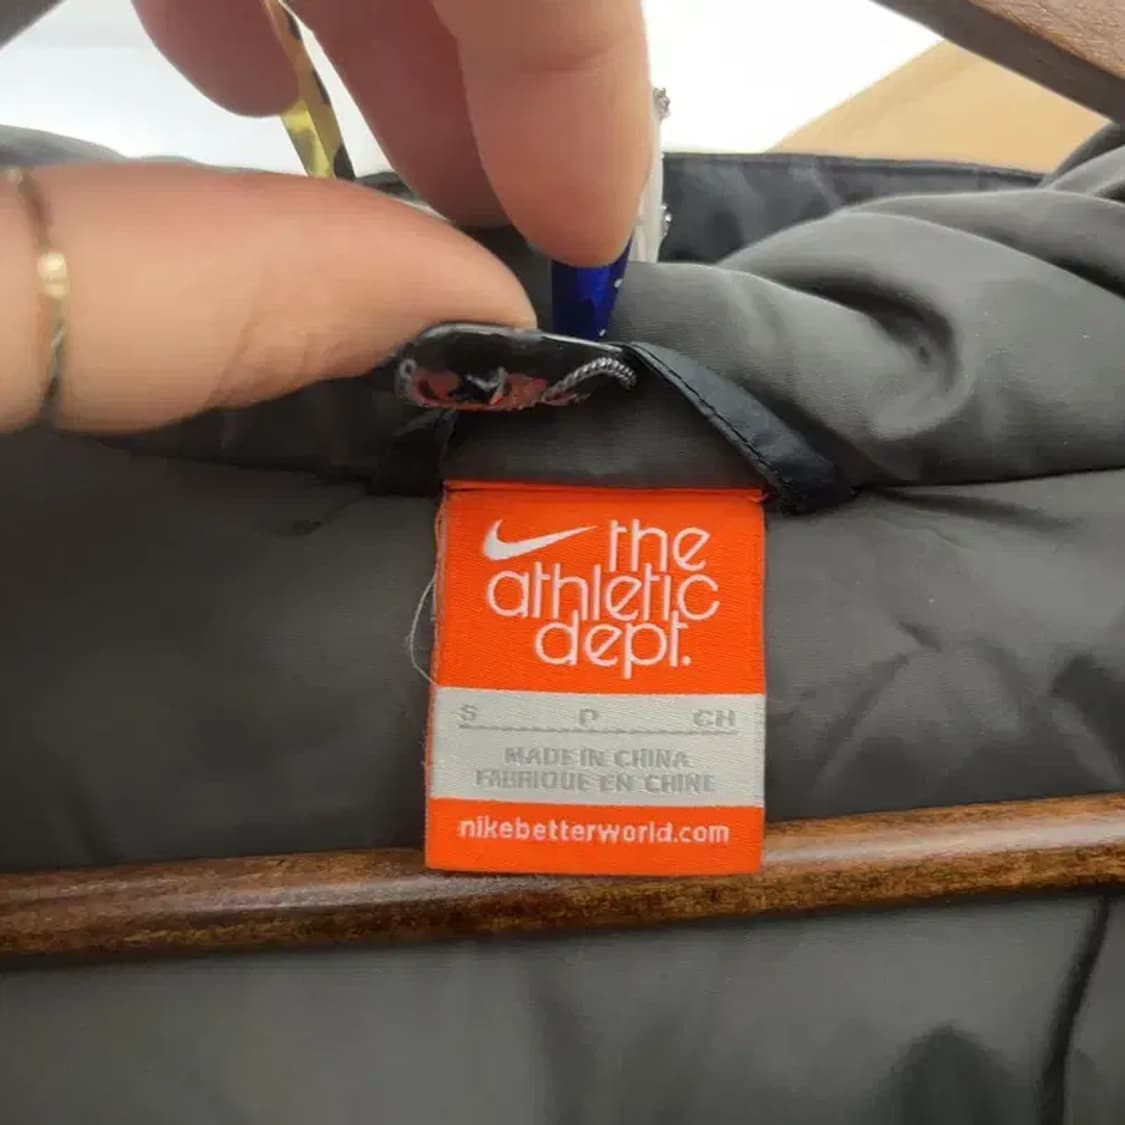 the
athletic
dept.
S P CH
MADE IN CHINA
FABRIQUE EN CHINE
nikebetterworld.com